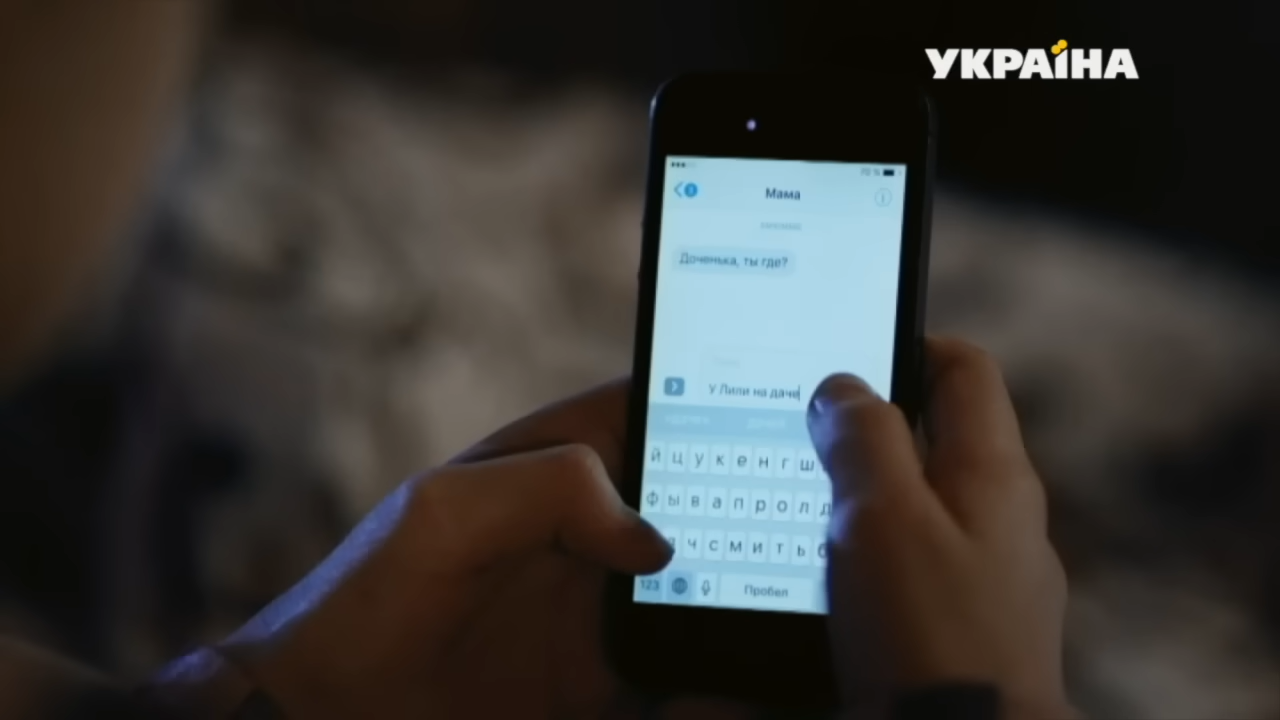 УКРАЇНА
Мама
Доченька, ты где?
У Лили на даче
й ц у к е н г ш
ф ы в а п р о л д
ч с м и т ь б
123
Пробел